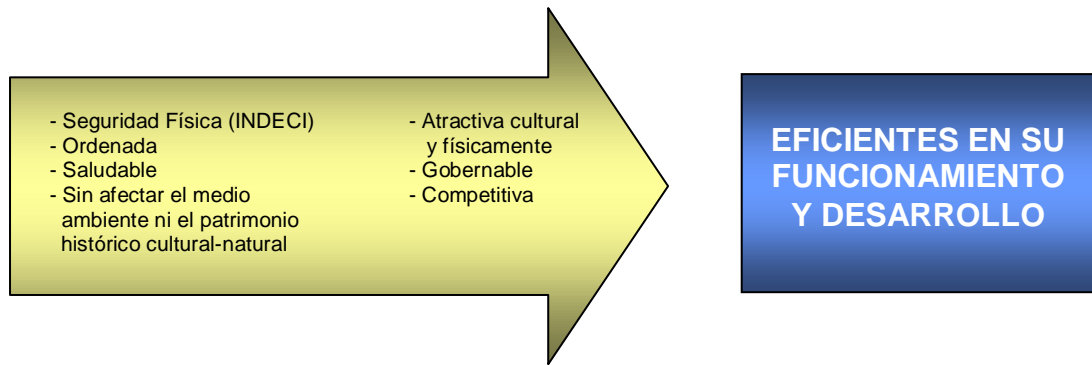 - Seguridad Física (INDECI)
- Ordenada
- Saludable
- Sin afectar el medio
ambiente ni el patrimonio
histórico cultural-natural
- Atractiva cultural
y físicamente
- Gobernable
- Competitiva
EFICIENTES EN SU
FUNCIONAMIENTO
Y DESARROLLO